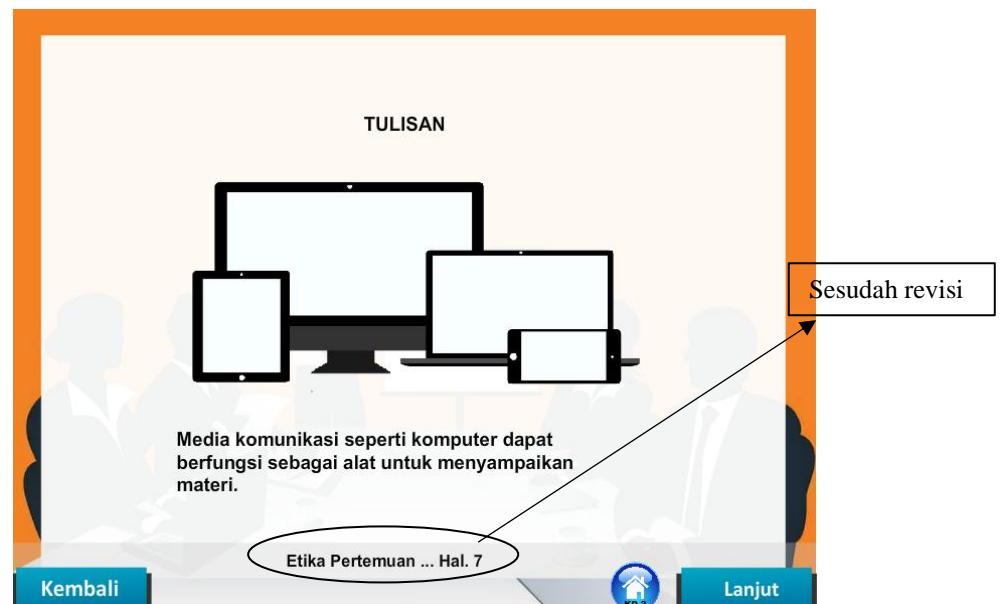 TULISAN
Sesudah revisi
Media komunikasi seperti komputer dapat
berfungsi sebagai alat untuk menyampaikan
materi.
Etika Pertemuan ... Hal. 7
Kembali
Lanjut